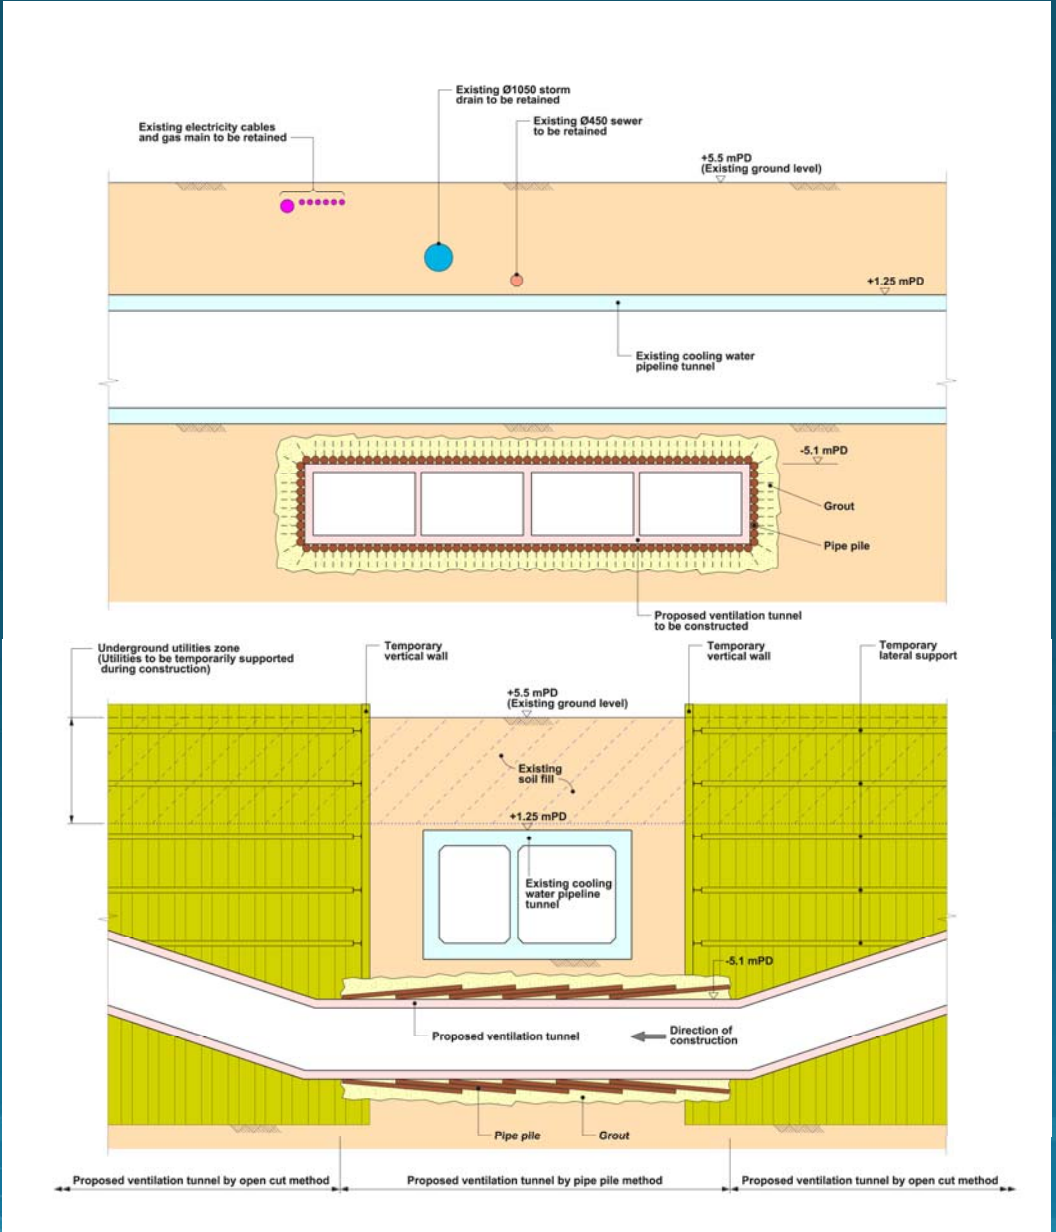 Existing Ø1050 storm
drain to be retained
Existing Ø450 sewer
to be retained
Existing electricity cables
and gas main to be retained
+5.5 mPD
(Existing ground level)
+1.25 mPD
Existing cooling water
pipeline tunnel
-5.1 mPD
Grout
Pipe pile
Proposed ventilation tunnel
to be constructed
Underground utilities zone
(Utilities to be temporarily supported
during construction)
Temporary
vertical wall
Temporary
vertical wall
Temporary
lateral support
+5.5 mPD
(Existing ground level)
Existing
soil fill
+1.25 mPD
Existing cooling
water pipeline
tunnel
-5.1 mPD
Proposed ventilation tunnel
Direction of
construction
Pipe pile
Grout
Proposed ventilation tunnel by open cut method
Proposed ventilation tunnel by pipe pile method
Proposed ventilation tunnel by open cut method